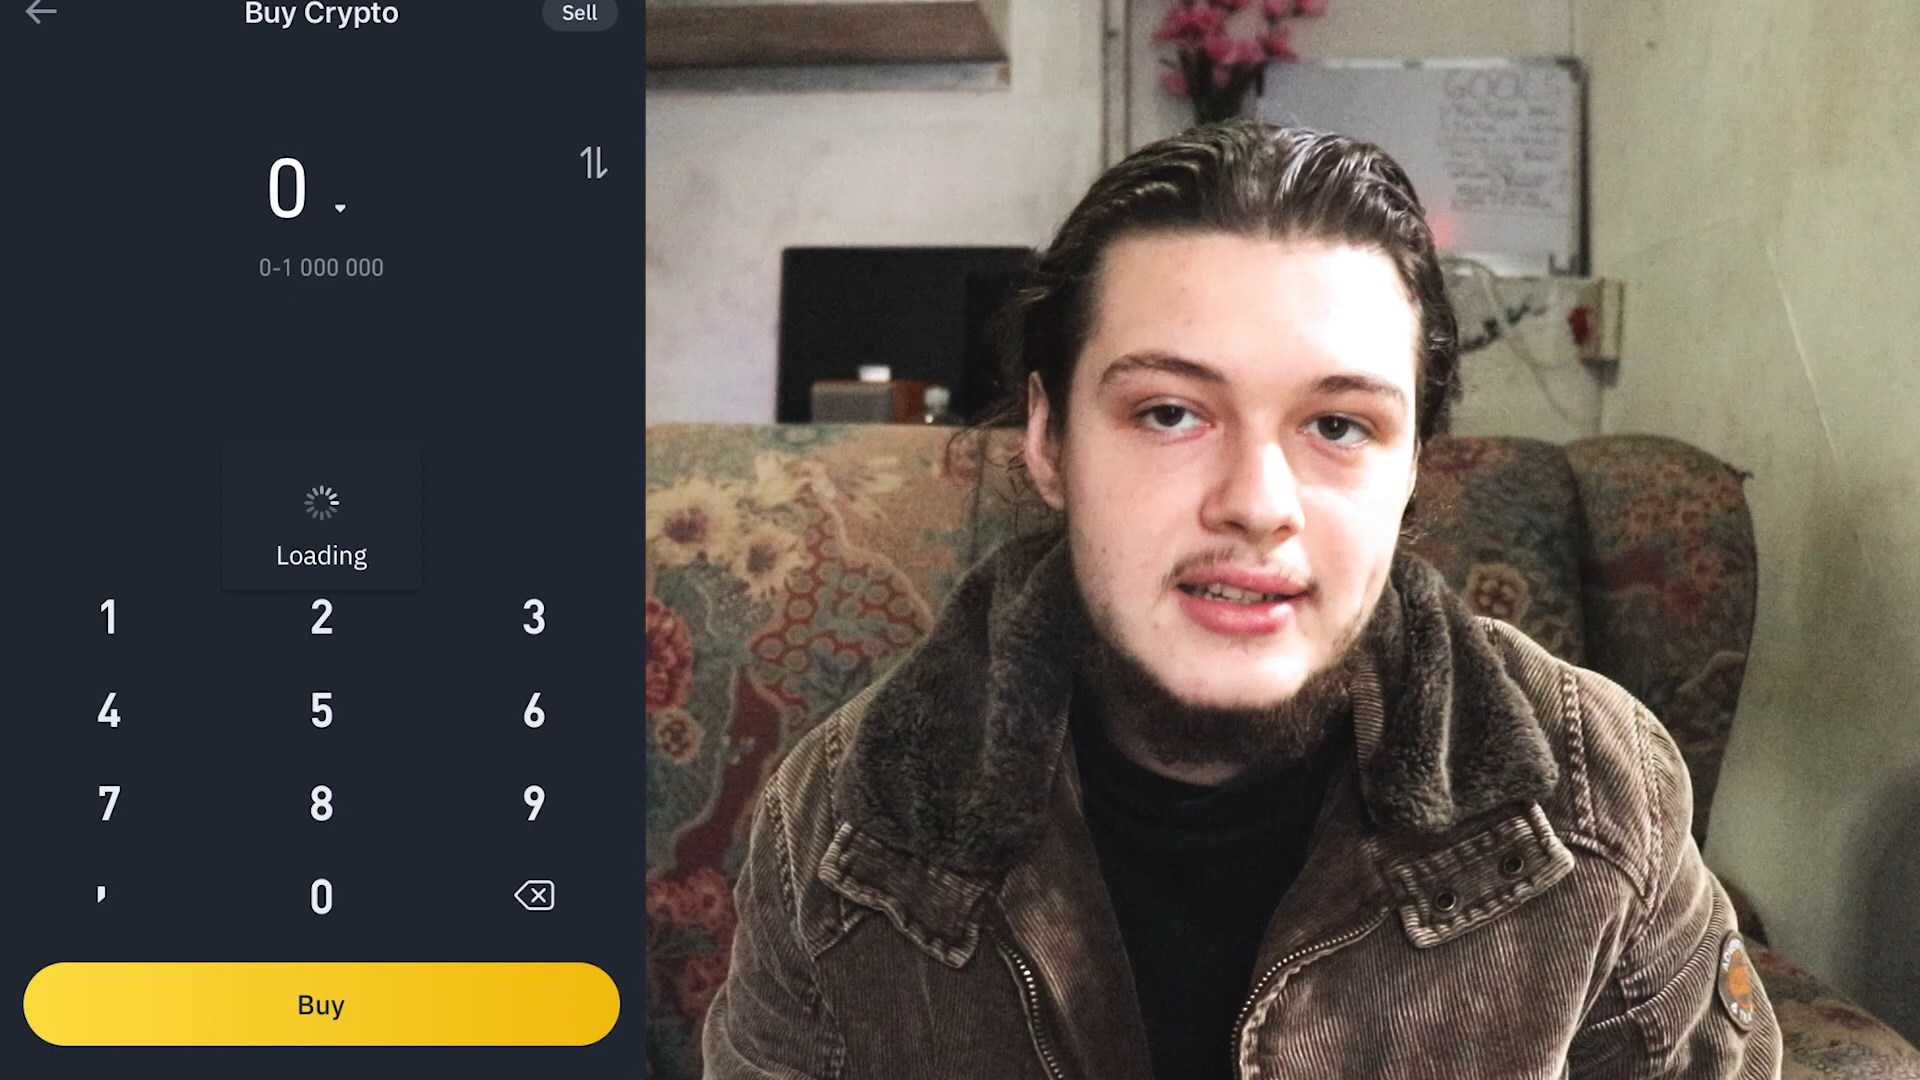 Buy Crypto
Sell
0
0-1 000 000
Loading
1 2 3
4 5 6
7 8 9
, 0
Buy
GOALS